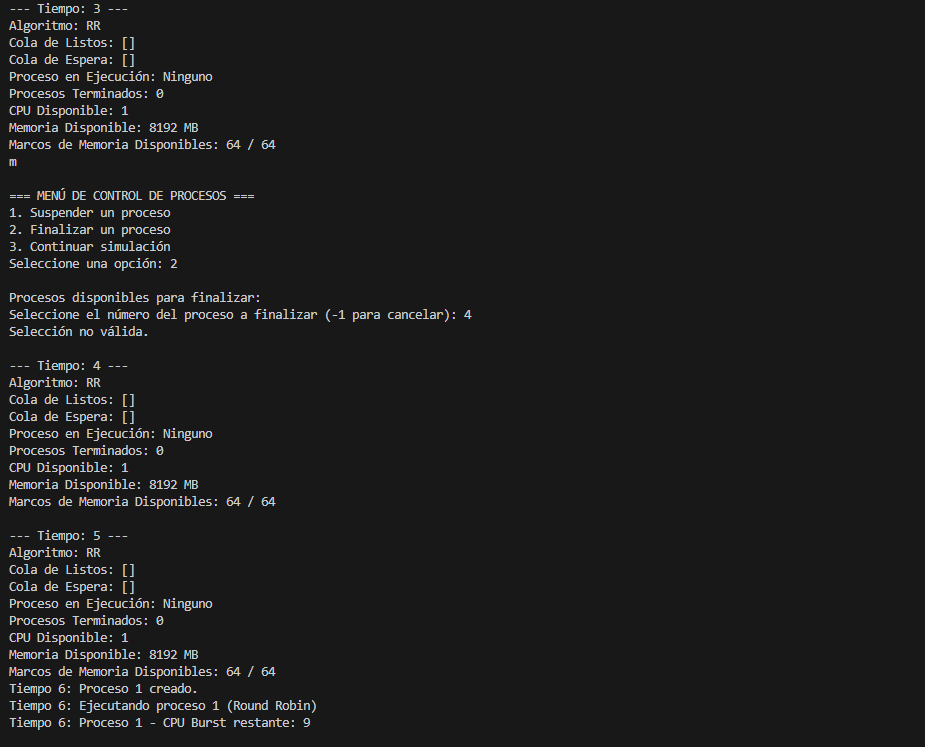 --- Tiempo: 3 ---
Algoritmo: RR
Cola de Listos: []
Cola de Espera: []
Proceso en Ejecución: Ninguno
Procesos Terminados: 0
CPU Disponible: 1
Memoria Disponible: 8192 MB
Marcos de Memoria Disponibles: 64 / 64
m
=== MENÚ DE CONTROL DE PROCESOS ===
1. Suspender un proceso
2. Finalizar un proceso
3. Continuar simulación
Seleccione una opción: 2
Procesos disponibles para finalizar:
Seleccione el número del proceso a finalizar (-1 para cancelar): 4
Selección no válida.
--- Tiempo: 4 ---
Algoritmo: RR
Cola de Listos: []
Cola de Espera: []
Proceso en Ejecución: Ninguno
Procesos Terminados: 0
CPU Disponible: 1
Memoria Disponible: 8192 MB
Marcos de Memoria Disponibles: 64 / 64
--- Tiempo: 5 ---
Algoritmo: RR
Cola de Listos: []
Cola de Espera: []
Proceso en Ejecución: Ninguno
Procesos Terminados: 0
CPU Disponible: 1
Memoria Disponible: 8192 MB
Marcos de Memoria Disponibles: 64 / 64
Tiempo 6: Proceso 1 creado.
Tiempo 6: Ejecutando proceso 1 (Round Robin)
Tiempo 6: Proceso 1 - CPU Burst restante: 9